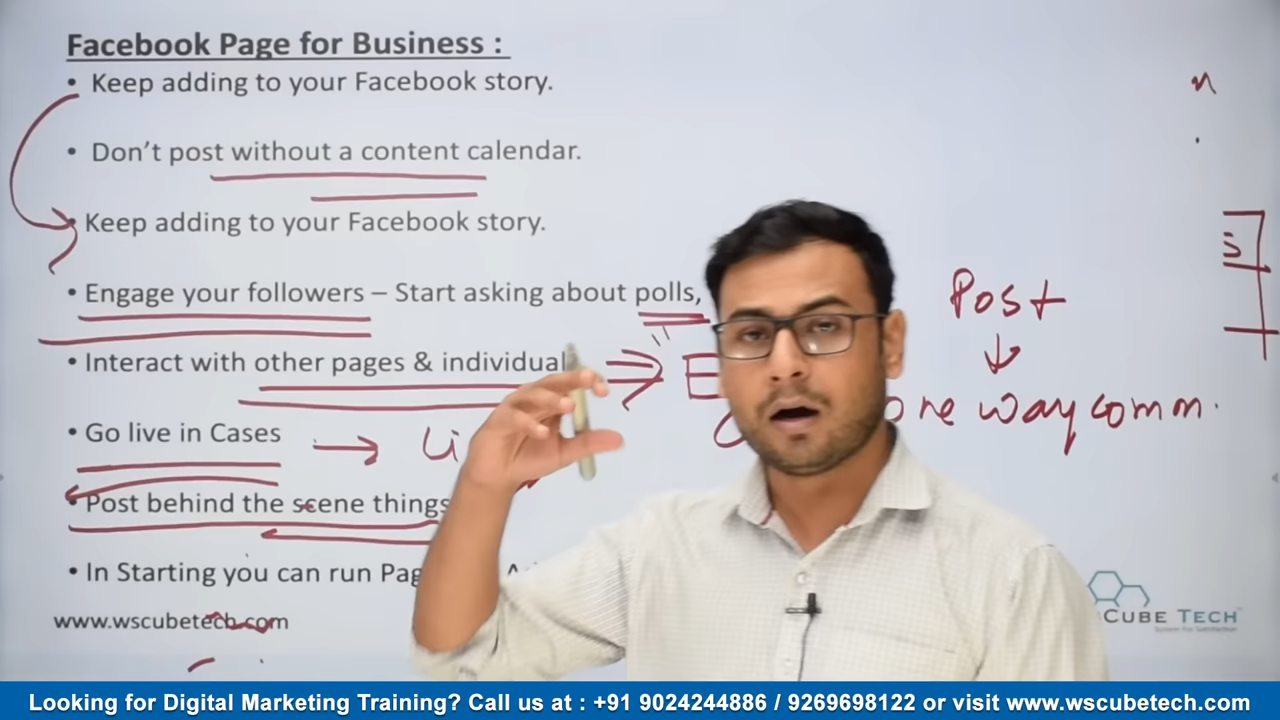 Facebook Page for Business :
• Keep adding to your Facebook story.
• Don't post without a content calendar.
• Keep adding to your Facebook story.
• Engage your followers – Start asking about polls,
• Interact with other pages & individual
• Go live in Cases
• Post behind the scene things
• In Starting you can run Pag
www.wscubetech.com
Post
one way comm.
CUBE TECH
Looking for Digital Marketing Training? Call us at : +91 9024244886 / 9269698122 or visit www.wscubetech.com